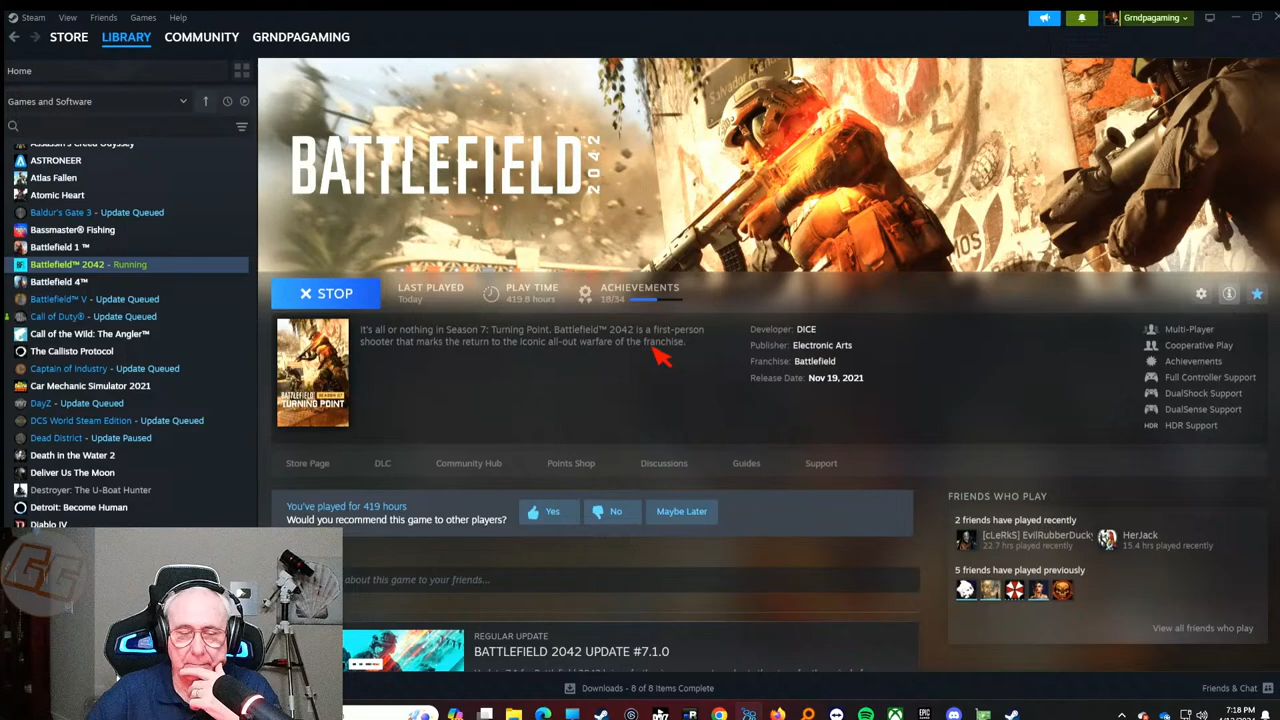 Steam View Friends Games Help
Grndpagaming
STORE LIBRARY COMMUNITY GRNDPAGAMING
Home
Games and Software
ASTRONEER
Atlas Fallen
Atomic Heart
Baldur's Gate 3 - Update Queued
Bassmaster® Fishing
Battlefield 1 ™
Battlefield™ 2042 - Running
Battlefield 4™
Battlefield™ V - Update Queued
Call of Duty® - Update Queued
Call of the Wild: The Angler™
The Callisto Protocol
Captain of Industry - Update Queued
Car Mechanic Simulator 2021
DayZ - Update Queued
DCS World Steam Edition - Update Queued
Dead District - Update Paused
Death in the Water 2
Deliver Us The Moon
Destroyer: The U-Boat Hunter
Detroit: Become Human
Diablo IV
GG
BATTLEFIELD 2042
STOP
LAST PLAYED
Today
PLAY TIME
419.8 hours
ACHIEVEMENTS
18/34
BATTLEFIELD
TURNING POINT
It's all or nothing in Season 7: Turning Point. Battlefield™ 2042 is a first-person
shooter that marks the return to the iconic all-out warfare of the franchise.
Developer: DICE
Publisher: Electronic Arts
Franchise: Battlefield
Release Date: Nov 19, 2021
Multi-Player
Cooperative Play
Achievements
Full Controller Support
DualShock Support
DualSense Support
HDR HDR Support
Store Page DLC Community Hub Points Shop Discussions Guides Support
You've played for 419 hours
Would you recommend this game to other players?
Yes No Maybe Later
about this game to your friends...
REGULAR UPDATE
BATTLEFIELD 2042 UPDATE #7.1.0
FRIENDS WHO PLAY
2 friends have played recently
[cLeRkS] EvilRubberDucky
22.7 hrs played recently
HerJack
15.4 hrs played recently
5 friends have played previously
View all friends who play
Downloads - 8 of 8 Items Complete
Friends & Chat
7:18 PM